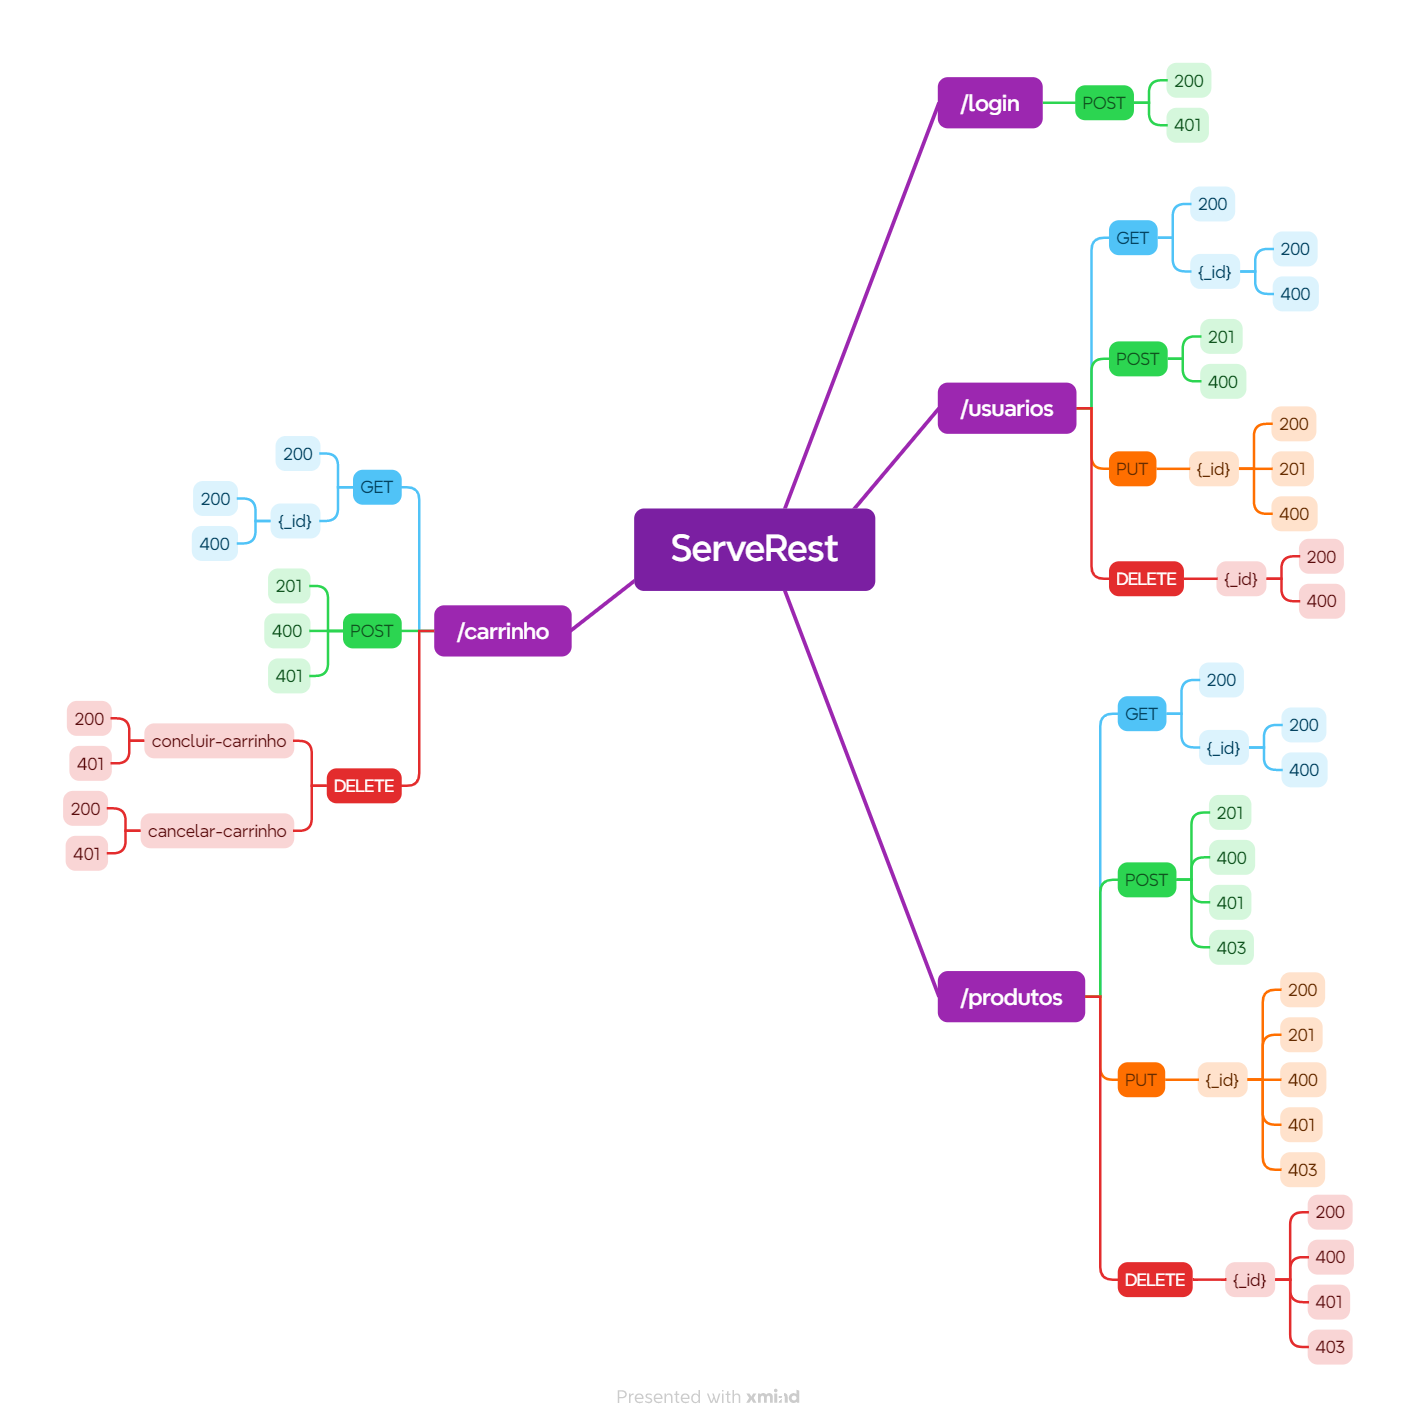 ServeRest
/login
POST
200
401
/usuarios
GET
200
{_id}
200
400
POST
201
400
PUT
{_id}
200
201
400
DELETE
{_id}
200
400
/produtos
GET
200
{_id}
200
400
POST
201
400
401
403
PUT
{_id}
200
201
400
401
403
DELETE
{_id}
200
400
401
403
/carrinho
GET
200
{_id}
200
400
POST
201
400
401
DELETE
concluir-carrinho
200
401
cancelar-carrinho
200
401
Presented with xmind